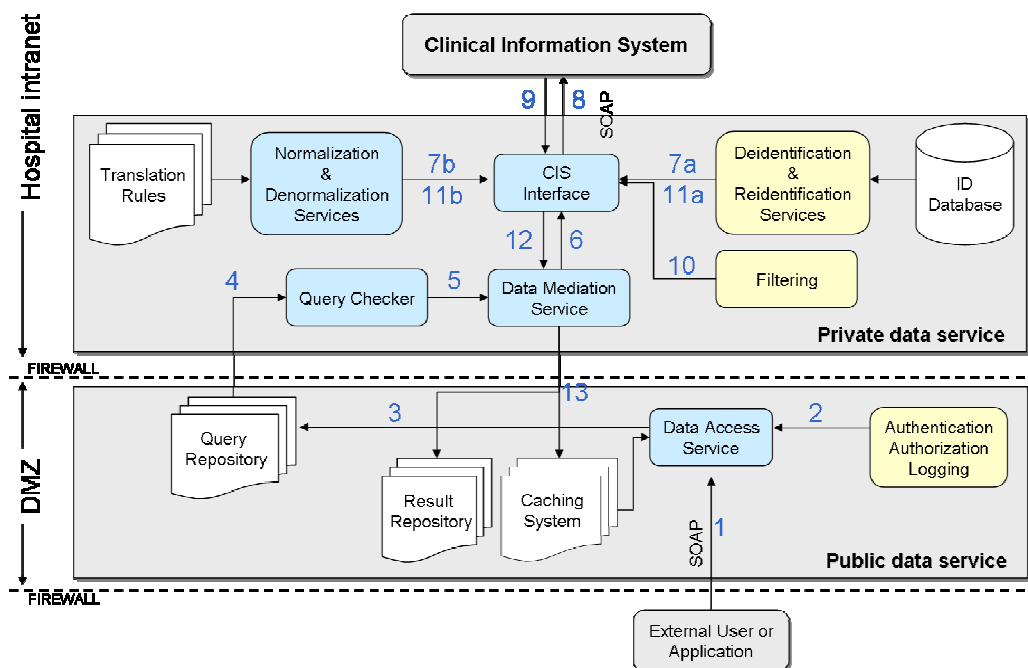 Clinical Information System
Hospital intranet
9
8
SOAP
Translation
Rules
Normalization
&
Denormalization
Services
7b
11b
CIS
Interface
7a
11a
Deidentification
&
Reidentification
Services
ID
Database
12
6
10
Filtering
4
Query Checker
5
Data Mediation
Service
Private data service
FIREWALL
DMZ
13
3
2
Query
Repository
Data Access
Service
Authentication
Authorization
Logging
Result
Repository
Caching
System
SOAP
1
Public data service
FIREWALL
External User or
Application